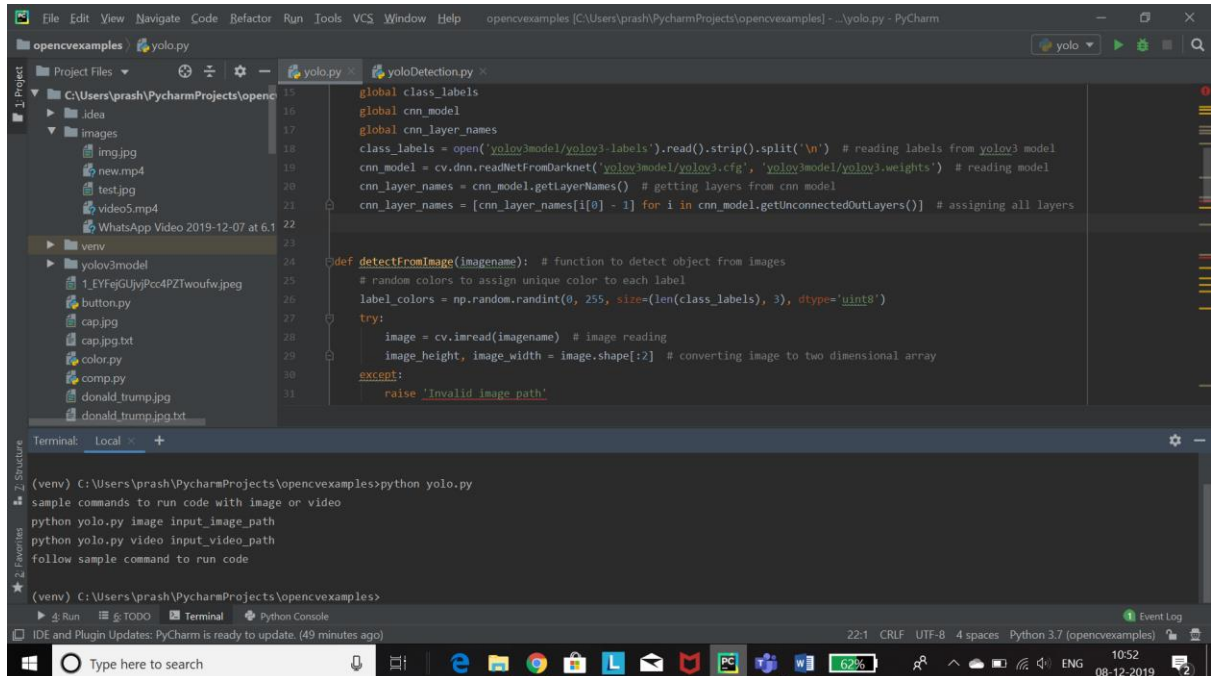 File Edit View Navigate Code Refactor Run Tools VCS Window Help opencvexamples [C:\Users\prash\PycharmProjects\opencvexamples] - ...\yolo.py - PyCharm
opencvexamples yolo.py yolo
1: Project
Project Files
yolo.py yoloDetection.py
C:\Users\prash\PycharmProjects\openc
.idea
images
img.jpg
new.mp4
test.jpg
video5.mp4
WhatsApp Video 2019-12-07 at 6.1
venv
yolov3model
1_EYFejGUjvjPcc4PZTwoufw.jpeg
button.py
cap.jpg
cap.jpg.txt
color.py
comp.py
donald_trump.jpg
donald_trump.jpg.txt
15 global class_labels
16 global cnn_model
17 global cnn_layer_names
18 class_labels = open('yolov3model/yolov3-labels').read().strip().split('\n') # reading labels from yolov3 model
19 cnn_model = cv.dnn.readNetFromDarknet('yolov3model/yolov3.cfg', 'yolov3model/yolov3.weights') # reading model
20 cnn_layer_names = cnn_model.getLayerNames() # getting layers from cnn model
21 cnn_layer_names = [cnn_layer_names[i[0] - 1] for i in cnn_model.getUnconnectedOutLayers()] # assigning all layers
22
23
24 def detectFromImage(imagename): # function to detect object from images
25 # random colors to assign unique color to each label
26 label_colors = np.random.randint(0, 255, size=(len(class_labels), 3), dtype='uint8')
27 try:
28 image = cv.imread(imagename) # image reading
29 image_height, image_width = image.shape[:2] # converting image to two dimensional array
30 except:
31 raise 'Invalid image path'
Terminal: Local +
Z: Structure
2: Favorites
(venv) C:\Users\prash\PycharmProjects\opencvexamples>python yolo.py
sample commands to run code with image or video
python yolo.py image input_image_path
python yolo.py video input_video_path
follow sample command to run code
(venv) C:\Users\prash\PycharmProjects\opencvexamples>
4: Run 6: TODO Terminal Python Console 1 Event Log
IDE and Plugin Updates: PyCharm is ready to update. (49 minutes ago) 22:1 CRLF UTF-8 4 spaces Python 3.7 (opencvexamples)
Type here to search 62% ENG 10:52
08-12-2019